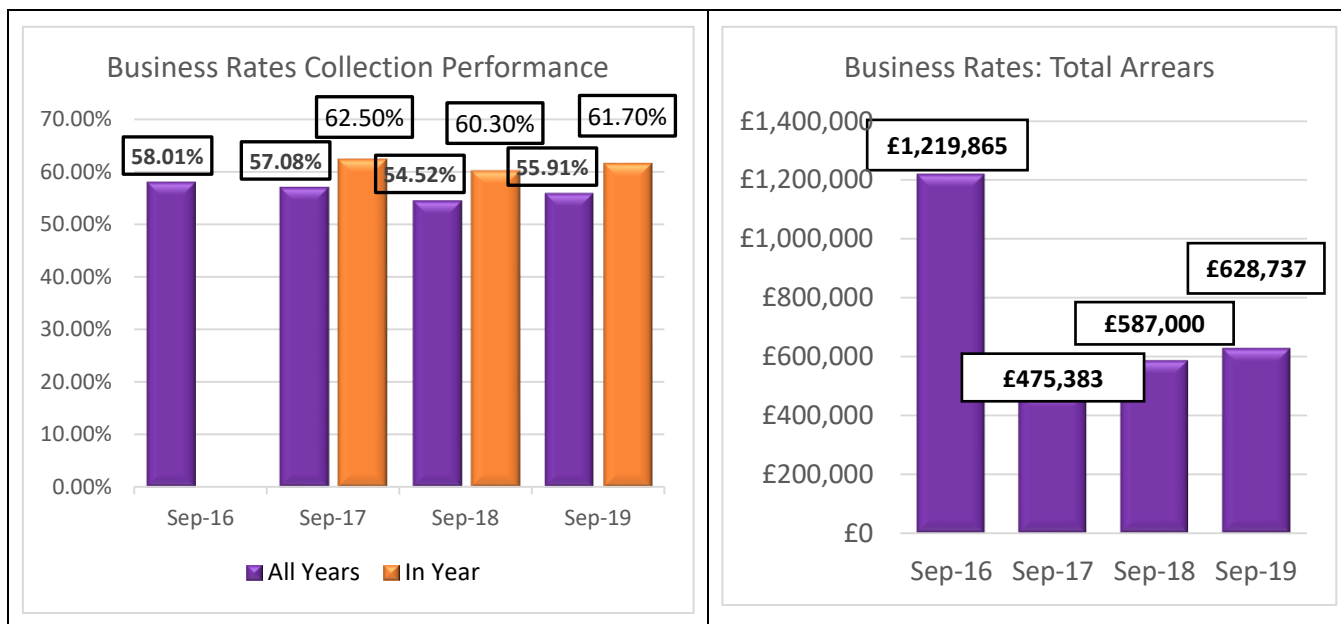 Business Rates Collection Performance
70.00%
60.00%
50.00%
40.00%
30.00%
20.00%
10.00%
0.00%
58.01%
57.08%
62.50%
54.52%
60.30%
55.91%
61.70%
Sep-16
Sep-17
Sep-18
Sep-19
All Years
In Year
Business Rates: Total Arrears
£1,400,000
£1,200,000
£1,000,000
£800,000
£600,000
£400,000
£200,000
£0
£1,219,865
£475,383
£587,000
£628,737
Sep-16
Sep-17
Sep-18
Sep-19